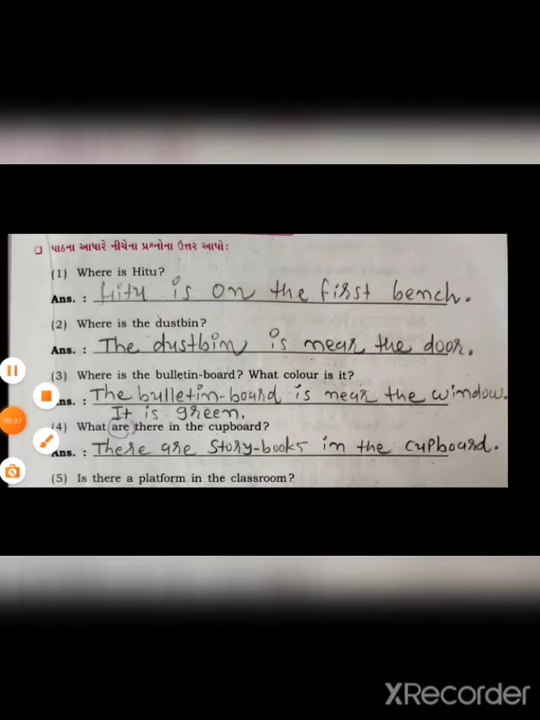 પાઠના આધારે નીચેના પ્રશ્નોના ઉત્તર આપો:
(1) Where is Hitu?
Ans. : Hitu is on the first bench.
(2) Where is the dustbin?
Ans. : The dustbin is near the door.
(3) Where is the bulletin-board? What colour is it?
ns. : The bulletin-board is near the window.
It is green.
(4) What are there in the cupboard?
Ans. : There are story-books in the cupboard.
(5) Is there a platform in the classroom?
00:07
XRecorder